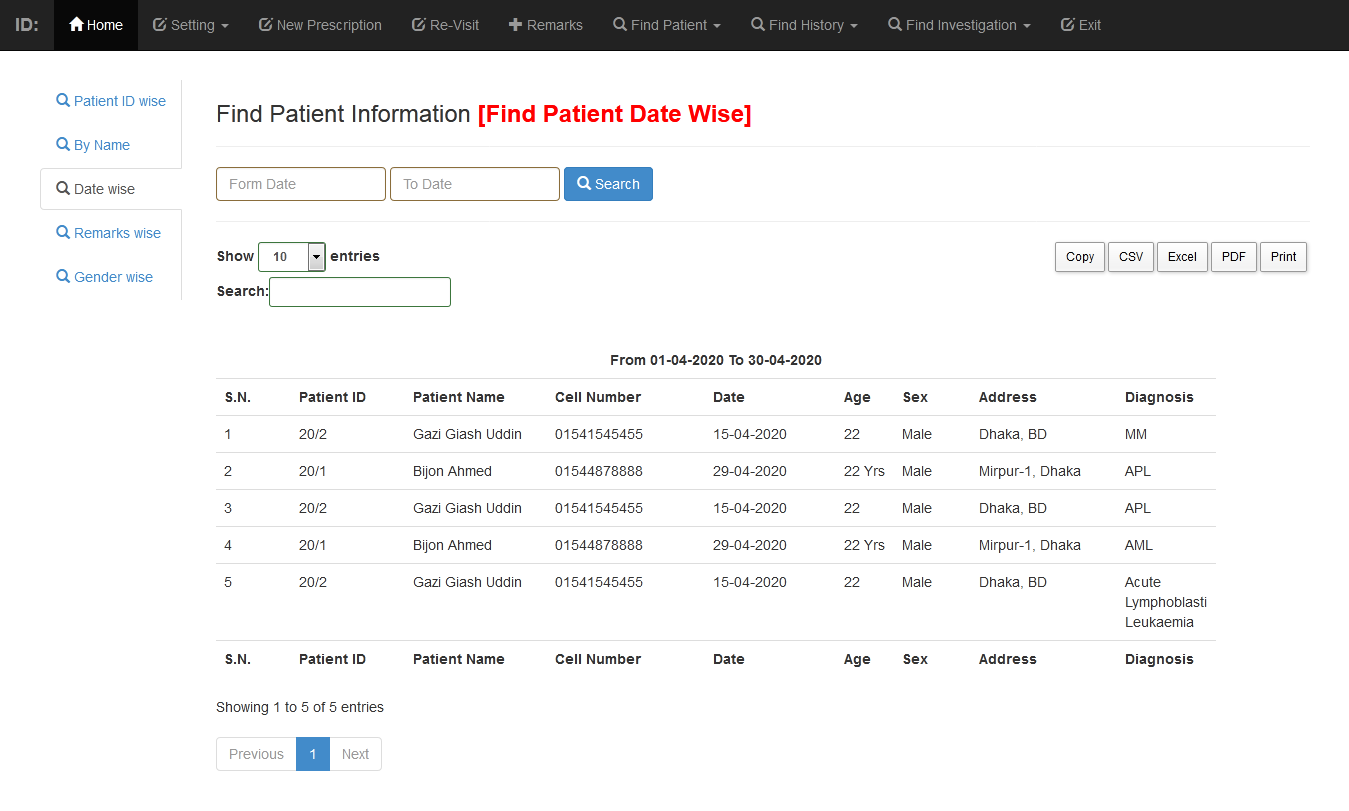 ID: Home Setting New Prescription Re-Visit Remarks Find Patient Find History Find Investigation Exit
Patient ID wise
By Name
Date wise
Remarks wise
Gender wise
Find Patient Information [Find Patient Date Wise]
Form Date To Date Search
Show 10 entries
Copy CSV Excel PDF Print
Search:
From 01-04-2020 To 30-04-2020
S.N. Patient ID Patient Name Cell Number Date Age Sex Address Diagnosis
1 20/2 Gazi Giash Uddin 01541545455 15-04-2020 22 Male Dhaka, BD MM
2 20/1 Bijon Ahmed 01544878888 29-04-2020 22 Yrs Male Mirpur-1, Dhaka APL
3 20/2 Gazi Giash Uddin 01541545455 15-04-2020 22 Male Dhaka, BD APL
4 20/1 Bijon Ahmed 01544878888 29-04-2020 22 Yrs Male Mirpur-1, Dhaka AML
5 20/2 Gazi Giash Uddin 01541545455 15-04-2020 22 Male Dhaka, BD Acute
Lymphoblasti
Leukaemia
S.N. Patient ID Patient Name Cell Number Date Age Sex Address Diagnosis
Showing 1 to 5 of 5 entries
Previous 1 Next